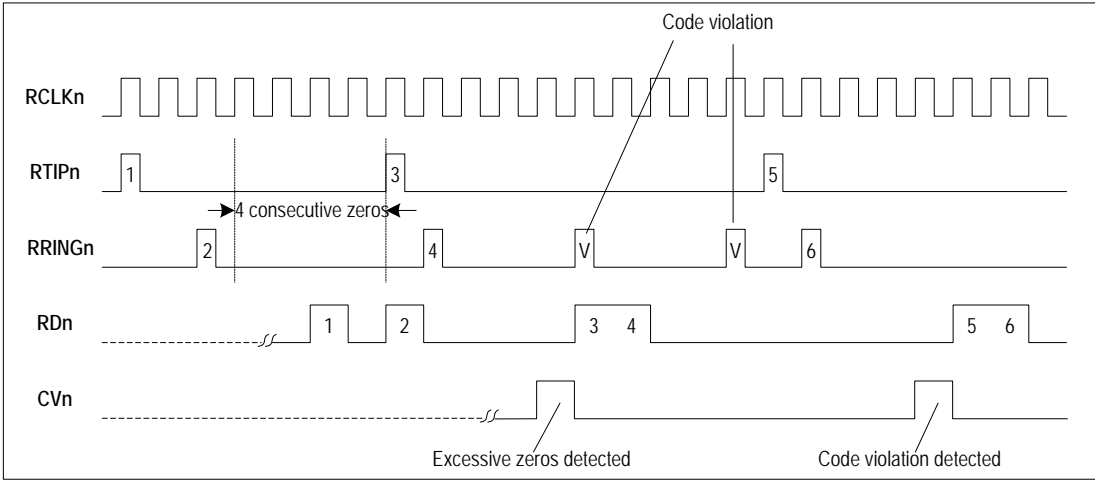 Code violation
RCLKn
RTIPn
1
3
5
4 consecutive zeros
RRINGn
2
4
V
V
6
RDn
1
2
3 4
5 6
CVn
Excessive zeros detected
Code violation detected